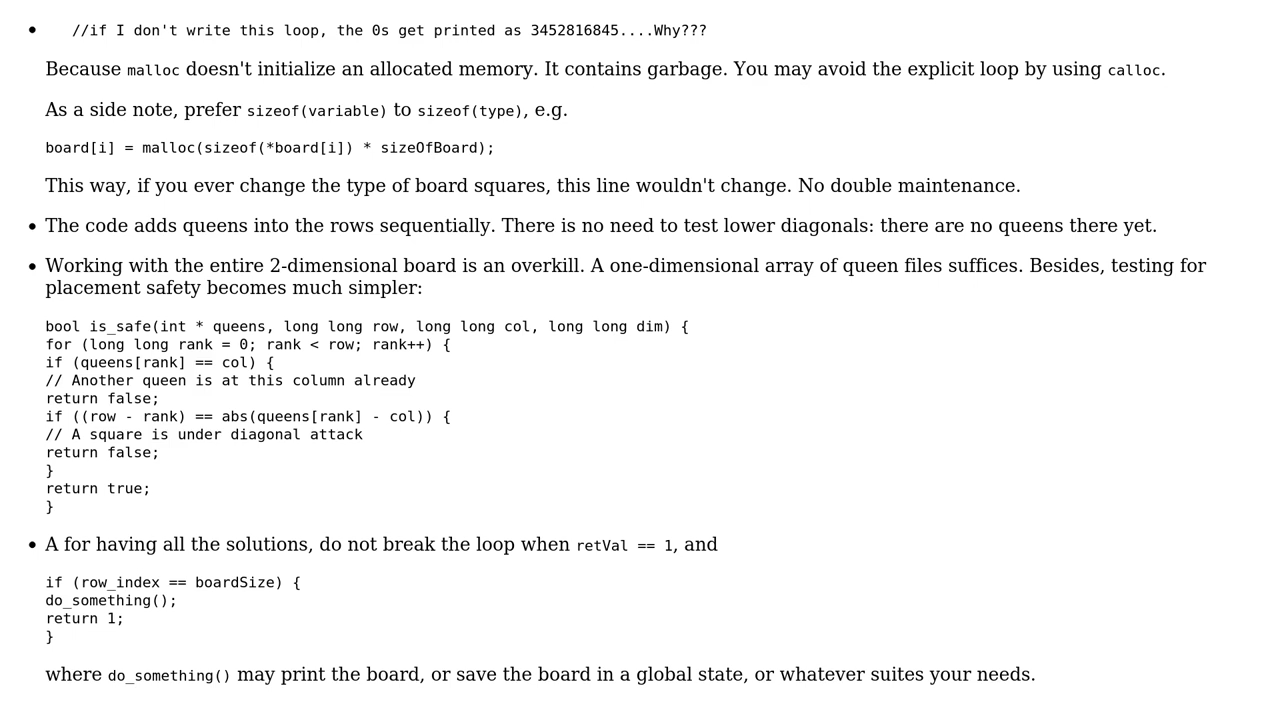 • //if I don't write this loop, the 0s get printed as 3452816845....Why???
Because malloc doesn't initialize an allocated memory. It contains garbage. You may avoid the explicit loop by using calloc.
As a side note, prefer sizeof(variable) to sizeof(type), e.g.
board[i] = malloc(sizeof(*board[i]) * sizeOfBoard);
This way, if you ever change the type of board squares, this line wouldn't change. No double maintenance.
• The code adds queens into the rows sequentially. There is no need to test lower diagonals: there are no queens there yet.
• Working with the entire 2-dimensional board is an overkill. A one-dimensional array of queen files suffices. Besides, testing for
placement safety becomes much simpler:
bool is_safe(int * queens, long long row, long long col, long long dim) {
for (long long rank = 0; rank < row; rank++) {
if (queens[rank] == col) {
// Another queen is at this column already
return false;
if ((row - rank) == abs(queens[rank] - col)) {
// A square is under diagonal attack
return false;
}
return true;
}
• A for having all the solutions, do not break the loop when retVal == 1, and
if (row_index == boardSize) {
do_something();
return 1;
}
where do_something() may print the board, or save the board in a global state, or whatever suites your needs.